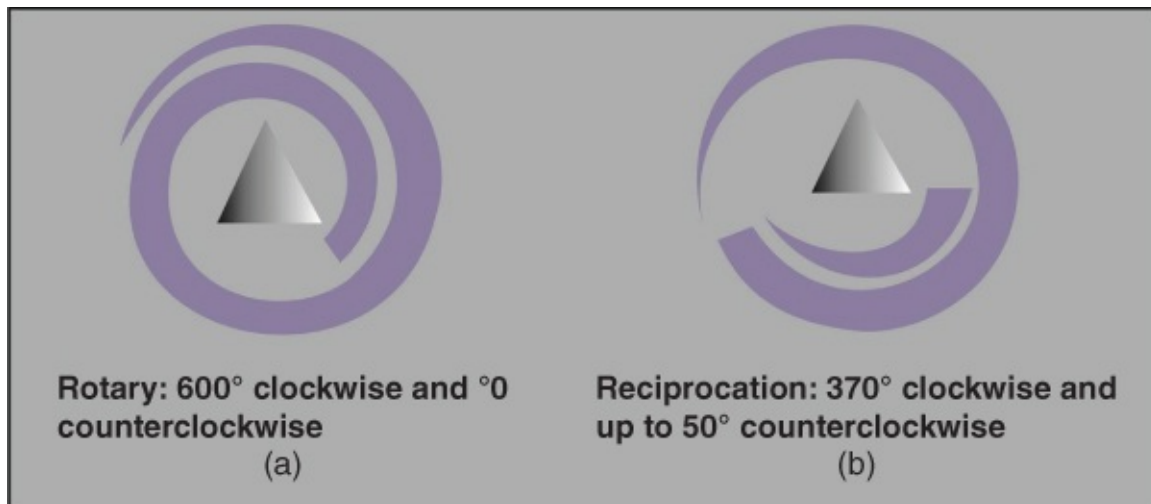 Rotary: 600° clockwise and °0
counterclockwise
(a)
Reciprocation: 370° clockwise and
up to 50° counterclockwise
(b)